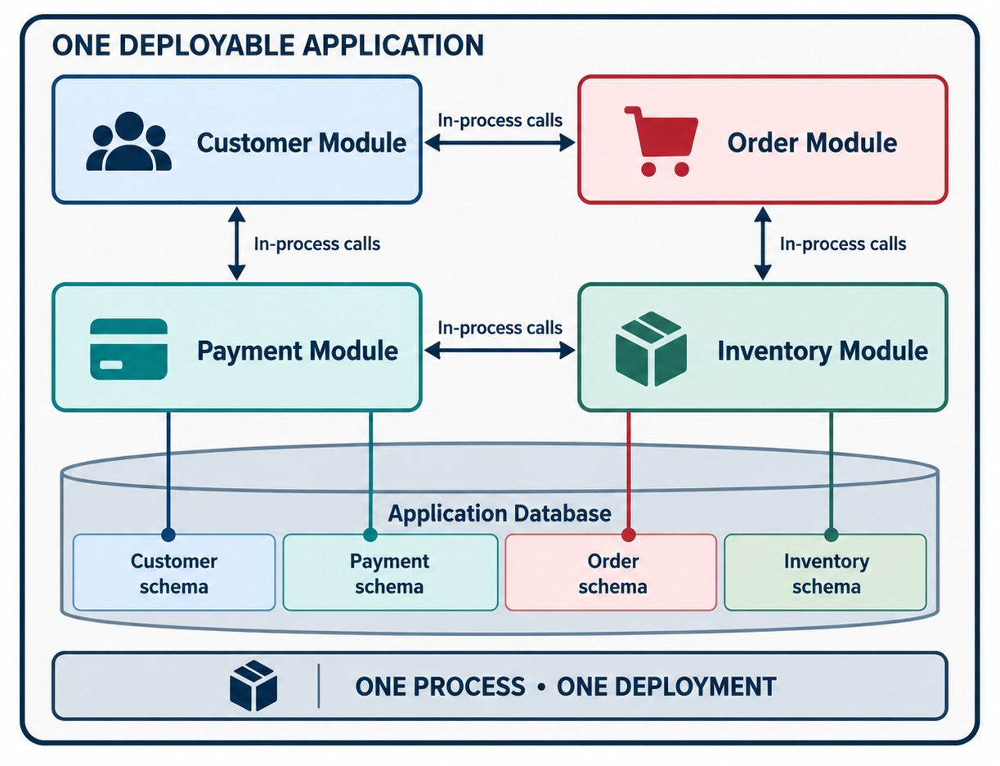 ONE DEPLOYABLE APPLICATION
Customer Module
In-process calls
Order Module
In-process calls
In-process calls
Payment Module
In-process calls
Inventory Module
Application Database
Customer
schema
Payment
schema
Order
schema
Inventory
schema
ONE PROCESS • ONE DEPLOYMENT